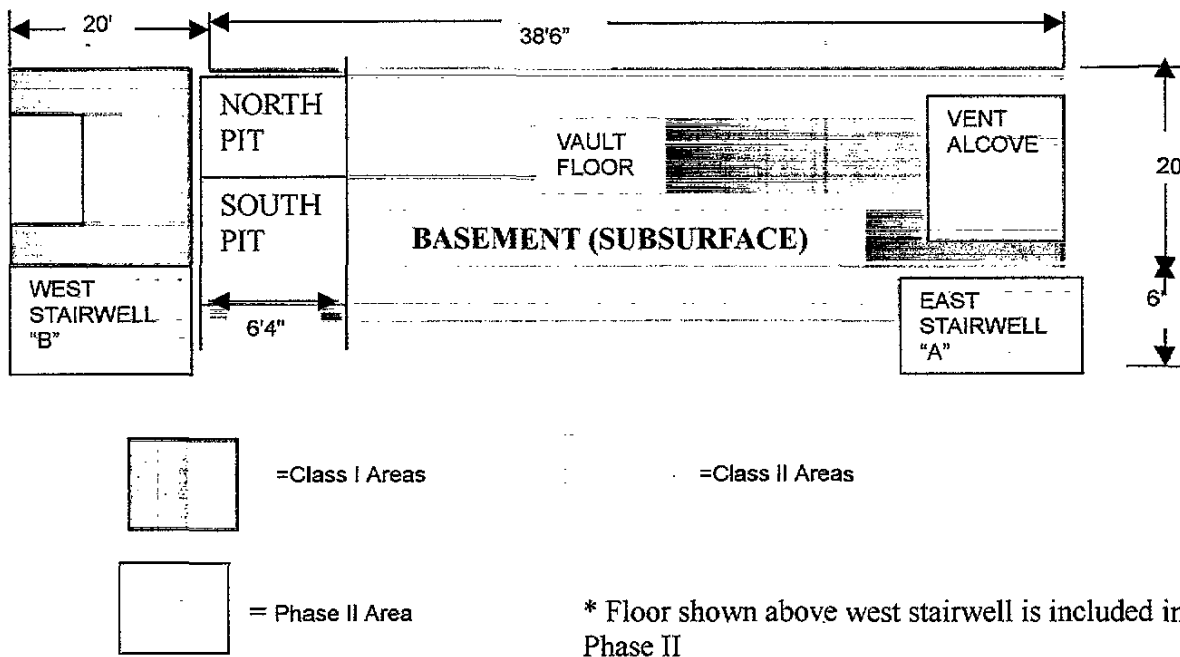 20'
38'6"
NORTH
PIT
VAULT
FLOOR
VENT
ALCOVE
20
SOUTH
PIT
BASEMENT (SUBSURFACE)
WEST
STAIRWELL
"B"
6'4"
EAST
STAIRWELL
"A"
6'
=Class I Areas
=Class II Areas
= Phase II Area
* Floor shown above west stairwell is included in
Phase II